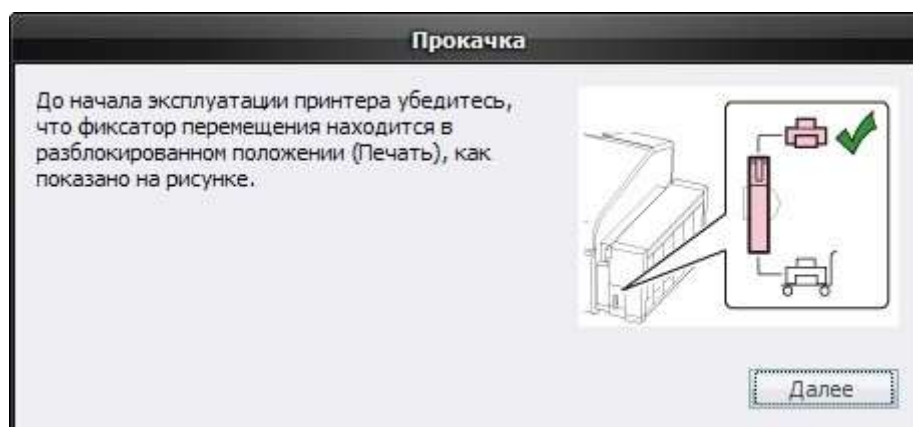 Прокачка
До начала эксплуатации принтера убедитесь,
что фиксатор перемещения находится в
разблокированном положении (Печать), как
показано на рисунке.
Далее